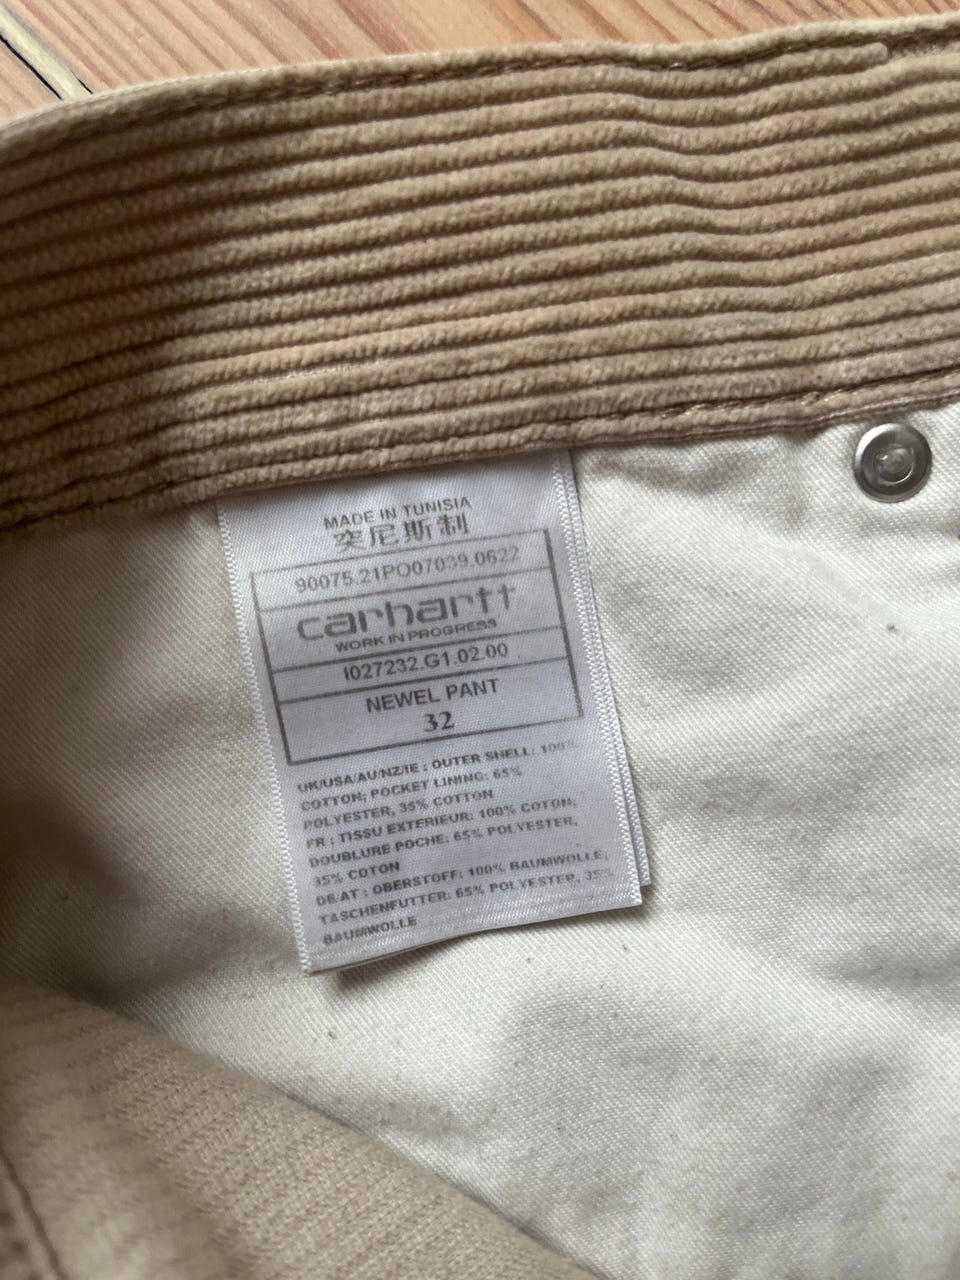 MADE IN TUNISIA
突尼斯制
90075.21PO07039.0622
carhartt
WORK IN PROGRESS
I027232.G1.02.00
NEWEL PANT
32
UK/USA/AU/NZ/IE : OUTER SHELL: 100%
COTTON; POCKET LINING: 65%
POLYESTER, 35% COTTON
FR : TISSU EXTERIEUR: 100% COTON;
DOUBLURE POCHE: 65% POLYESTER,
35% COTON
DE/AT : OBERSTOFF: 100% BAUMWOLLE;
TASCHENFUTTER: 65% POLYESTER, 35%
BAUMWOLLE